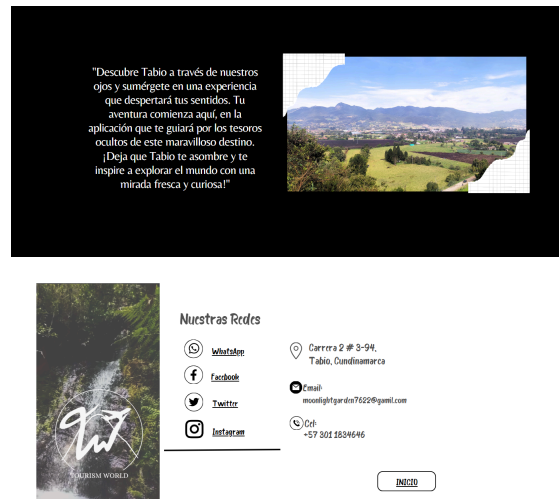 "Descubre Tabio a través de nuestros
ojos y sumérgete en una experiencia
que despertará tus sentidos. Tu
aventura comienza aquí, en la
aplicación que te guiará por los tesoros
ocultos de este maravilloso destino.
¡Deja que Tabio te asombre y te
inspire a explorar el mundo con una
mirada fresca y curiosa!"
Nuestras Redes
WhatsApp
Facebook
Twitter
Instagram
Carrera 2 # 3-94,
Tabio, Cundinamarca
Email:
moonlightgarden7622@gamil.com
Cel:
+57 301 1834646
TW
TOURISM WORLD
INICIO